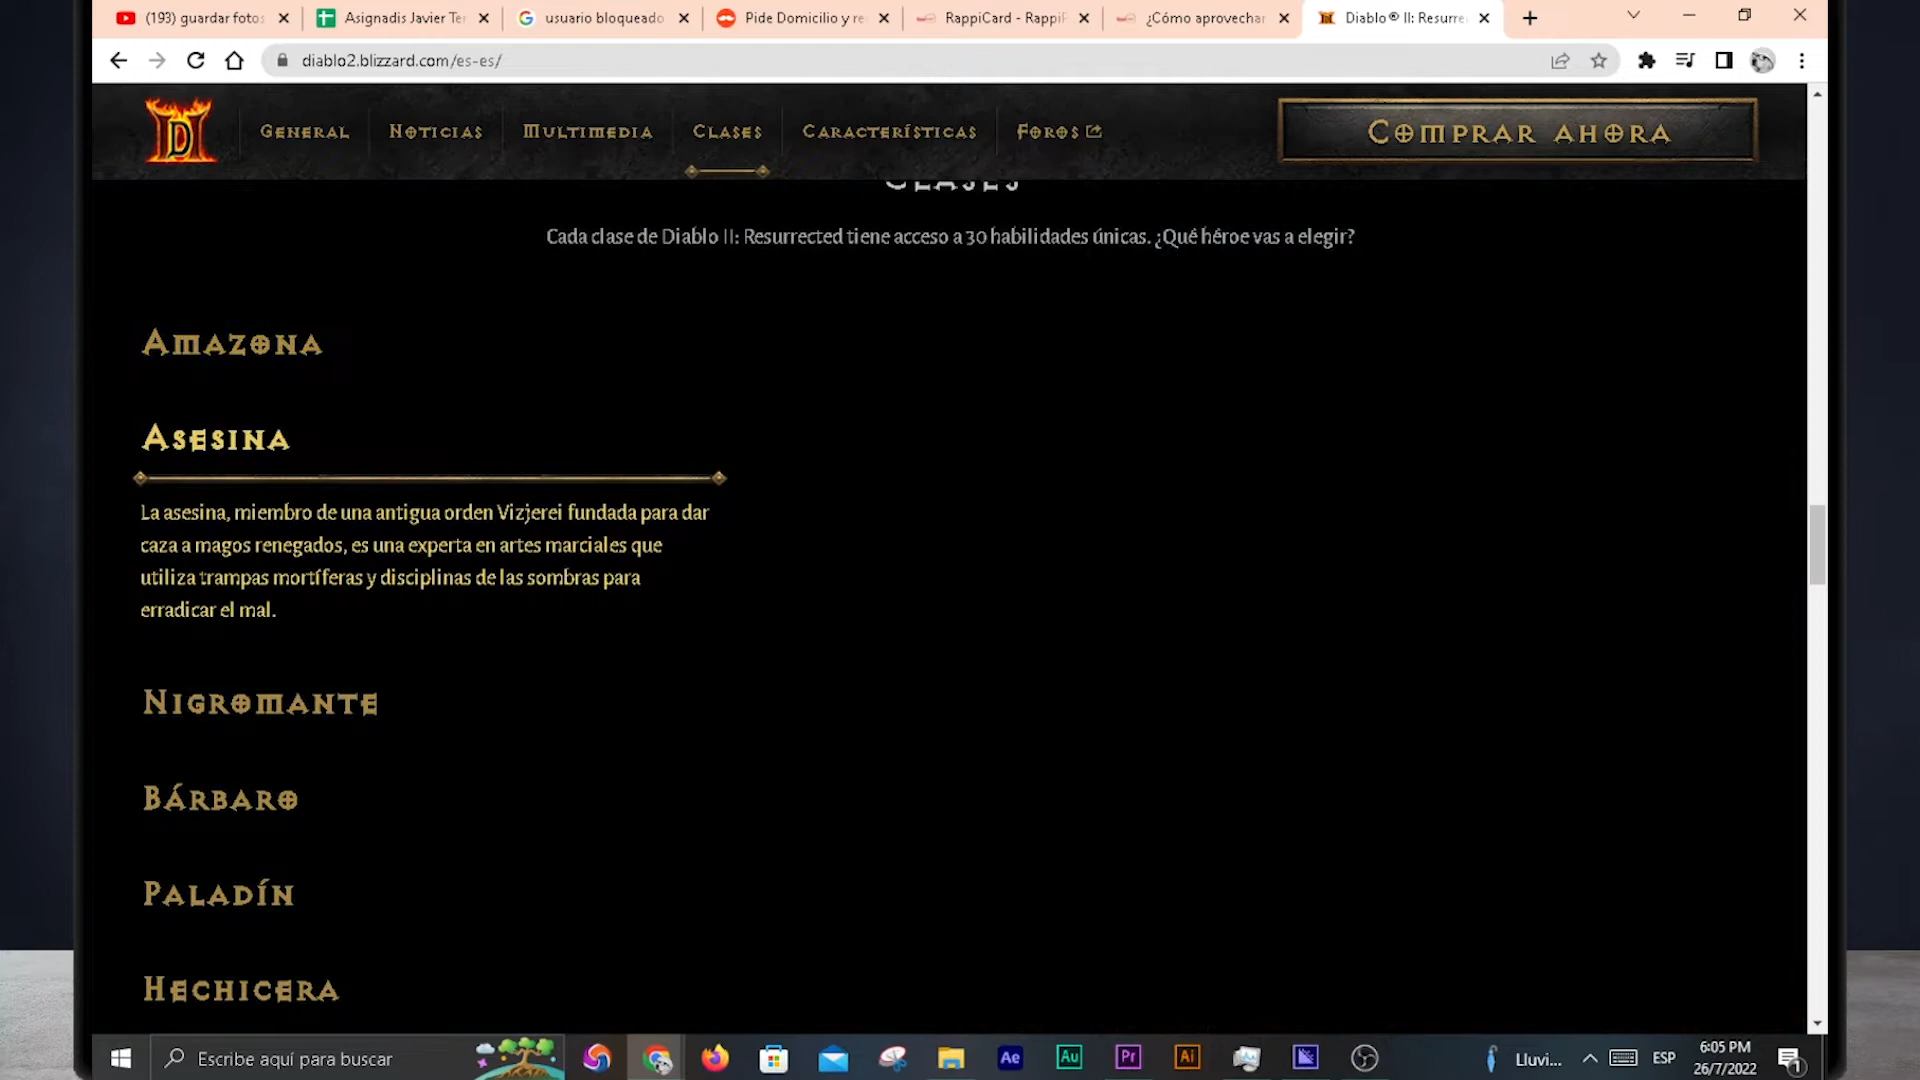 (193) guardar fotos
Asignadis Javier Te
usuario bloqueado
Pide Domicilio y re
RappiCard - Rappi
¿Cómo aprovechar
Diablo® II: Resurre
diablo2.blizzard.com/es-es/
General
Noticias
Multimedia
Clases
Características
Foros
Comprar ahora
Clases
Cada clase de Diablo II: Resurrected tiene acceso a 30 habilidades únicas. ¿Qué héroe vas a elegir?
Amazona
Asesina
La asesina, miembro de una antigua orden Vizjerei fundada para dar
caza a magos renegados, es una experta en artes marciales que
utiliza trampas mortíferas y disciplinas de las sombras para
erradicar el mal.
Nigromante
Bárbaro
Paladín
Hechicera
Escribe aquí para buscar
Ae
Au
Pr
Ai
Lluvi...
ESP
6:05 PM
26/7/2022
1